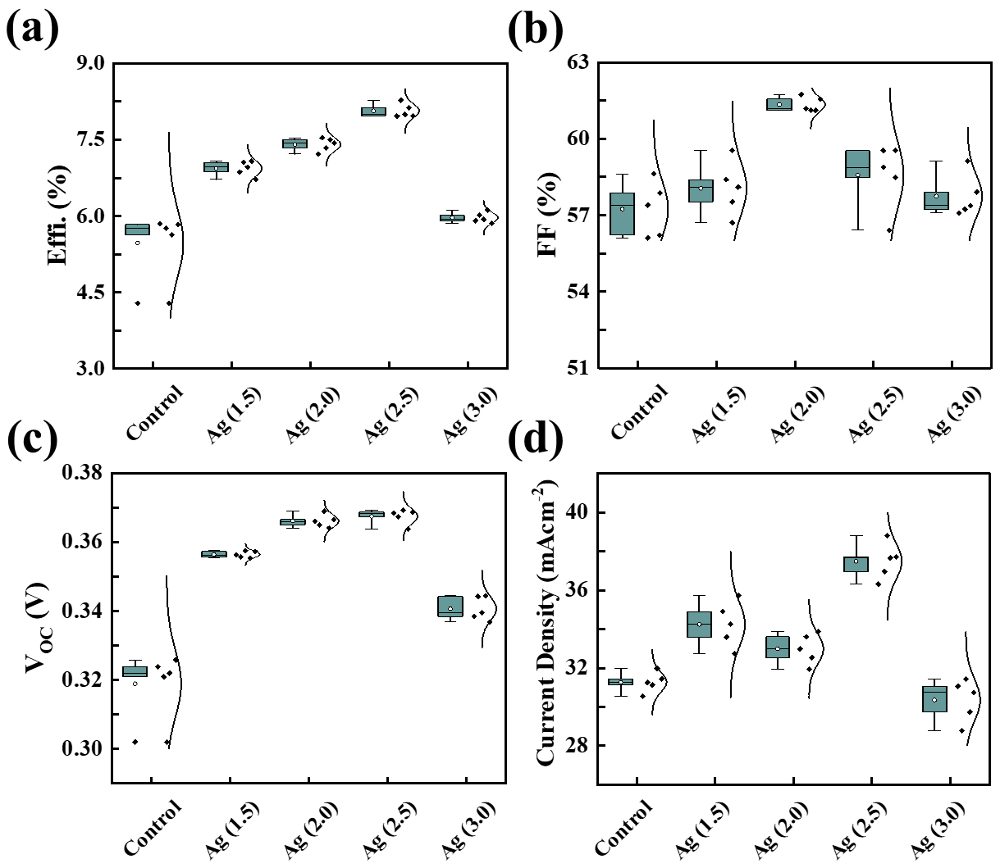 (a)
Effi. (%)
9.0
7.5
6.0
4.5
3.0
Control
Ag (1.5)
Ag (2.0)
Ag (2.5)
Ag (3.0)
(b)
FF (%)
63
60
57
54
51
Control
Ag (1.5)
Ag (2.0)
Ag (2.5)
Ag (3.0)
(c)
V_OC (V)
0.38
0.36
0.34
0.32
0.30
Control
Ag (1.5)
Ag (2.0)
Ag (2.5)
Ag (3.0)
(d)
Current Density (mAcm⁻²)
40
36
32
28
Control
Ag (1.5)
Ag (2.0)
Ag (2.5)
Ag (3.0)